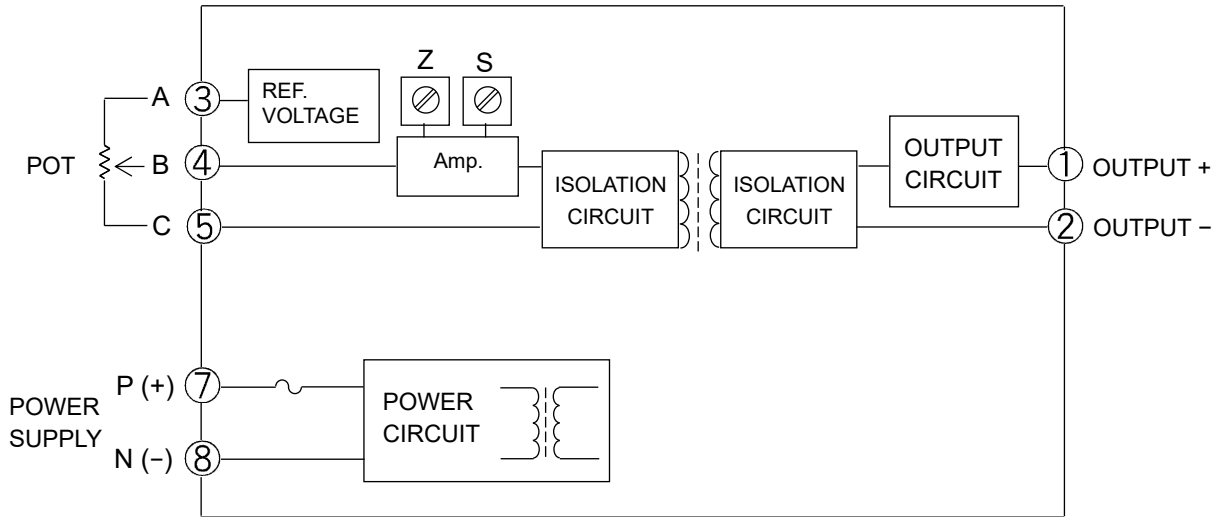 Z
S
A
3
REF.
VOLTAGE
POT
B
4
Amp.
ISOLATION
CIRCUIT
ISOLATION
CIRCUIT
OUTPUT
CIRCUIT
1
OUTPUT +
C
5
2
OUTPUT −
POWER
SUPPLY
P (+)
7
N (−)
8
POWER
CIRCUIT